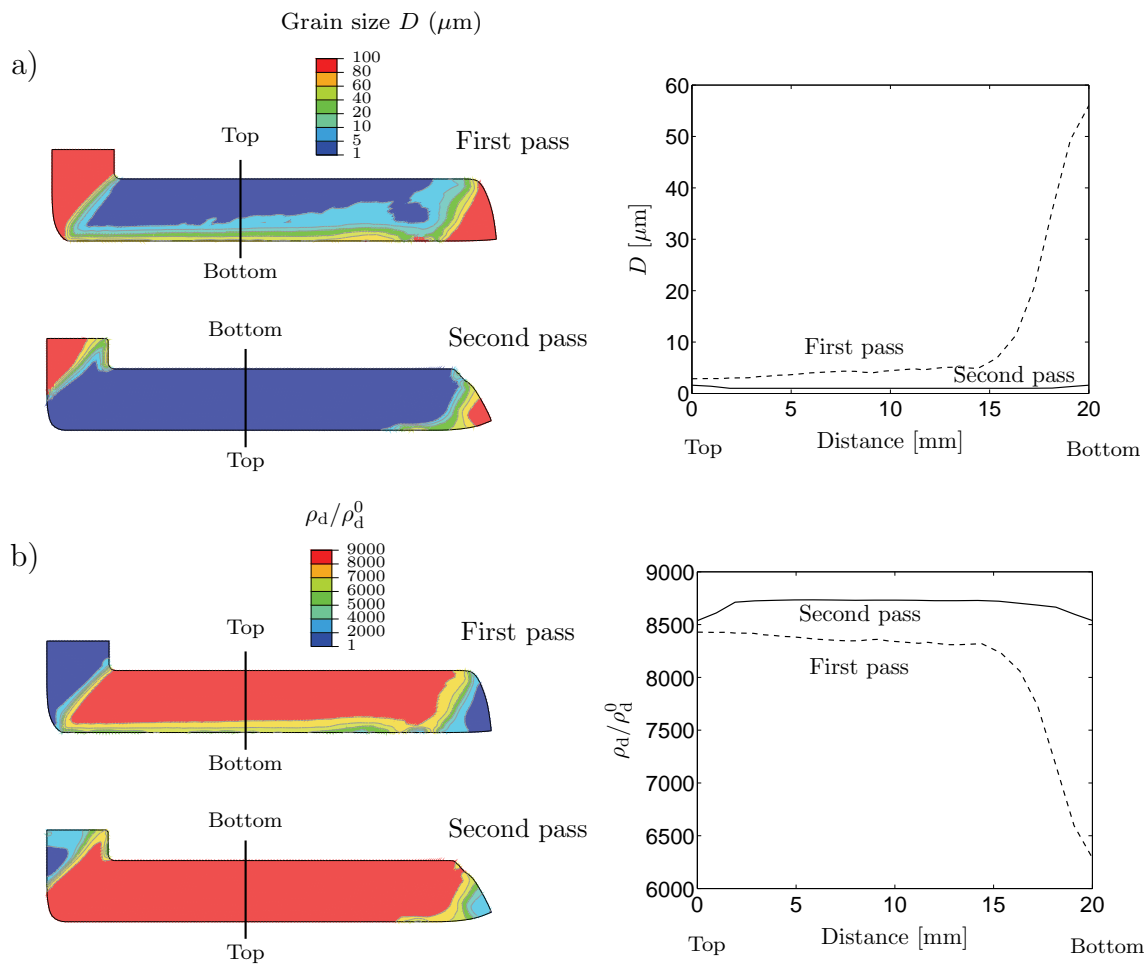 Grain size D (μm)
a)
100
80
60
40
20
10
5
1
Top
First pass
Bottom
Bottom
Second pass
Top
60
50
40
30
20
10
0
D [μm]
First pass
Second pass
0 5 10 15 20
Top Distance [mm] Bottom
b)
ρd/ρd0
9000
8000
7000
6000
5000
4000
2000
1
Top
First pass
Bottom
Bottom
Second pass
Top
9000
8500
8000
7500
7000
6500
6000
ρd/ρd0
Second pass
First pass
0 5 10 15 20
Top Distance [mm] Bottom